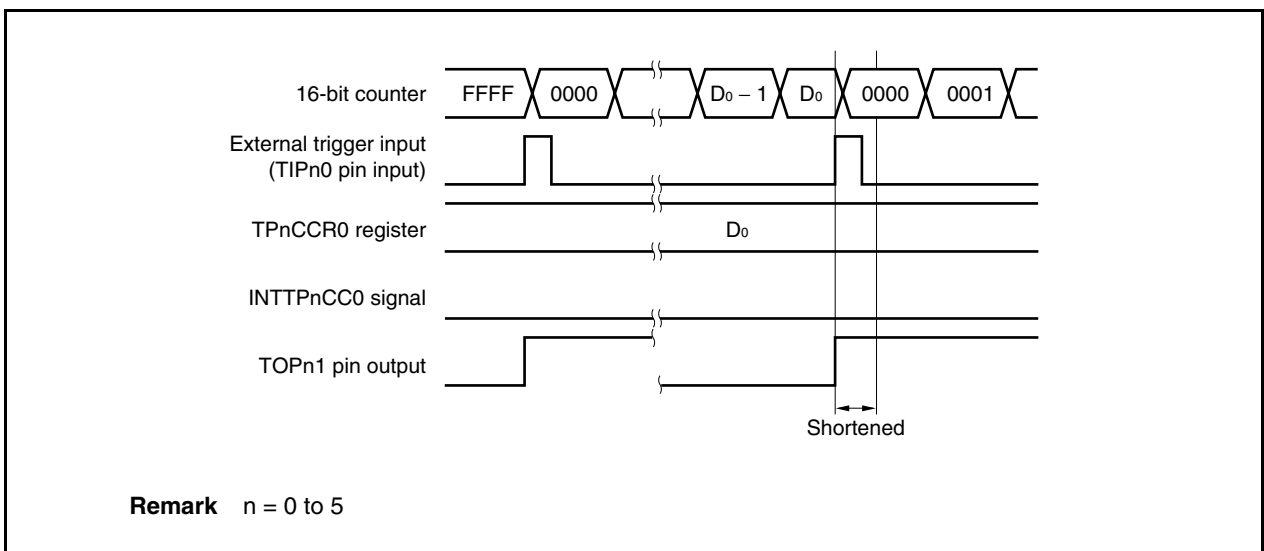 16-bit counter FFFF 0000 D₀ − 1 D₀ 0000 0001
External trigger input
(TIPn0 pin input)
TPnCCR0 register D₀
INTTPnCC0 signal
TOPn1 pin output
Shortened
Remark n = 0 to 5